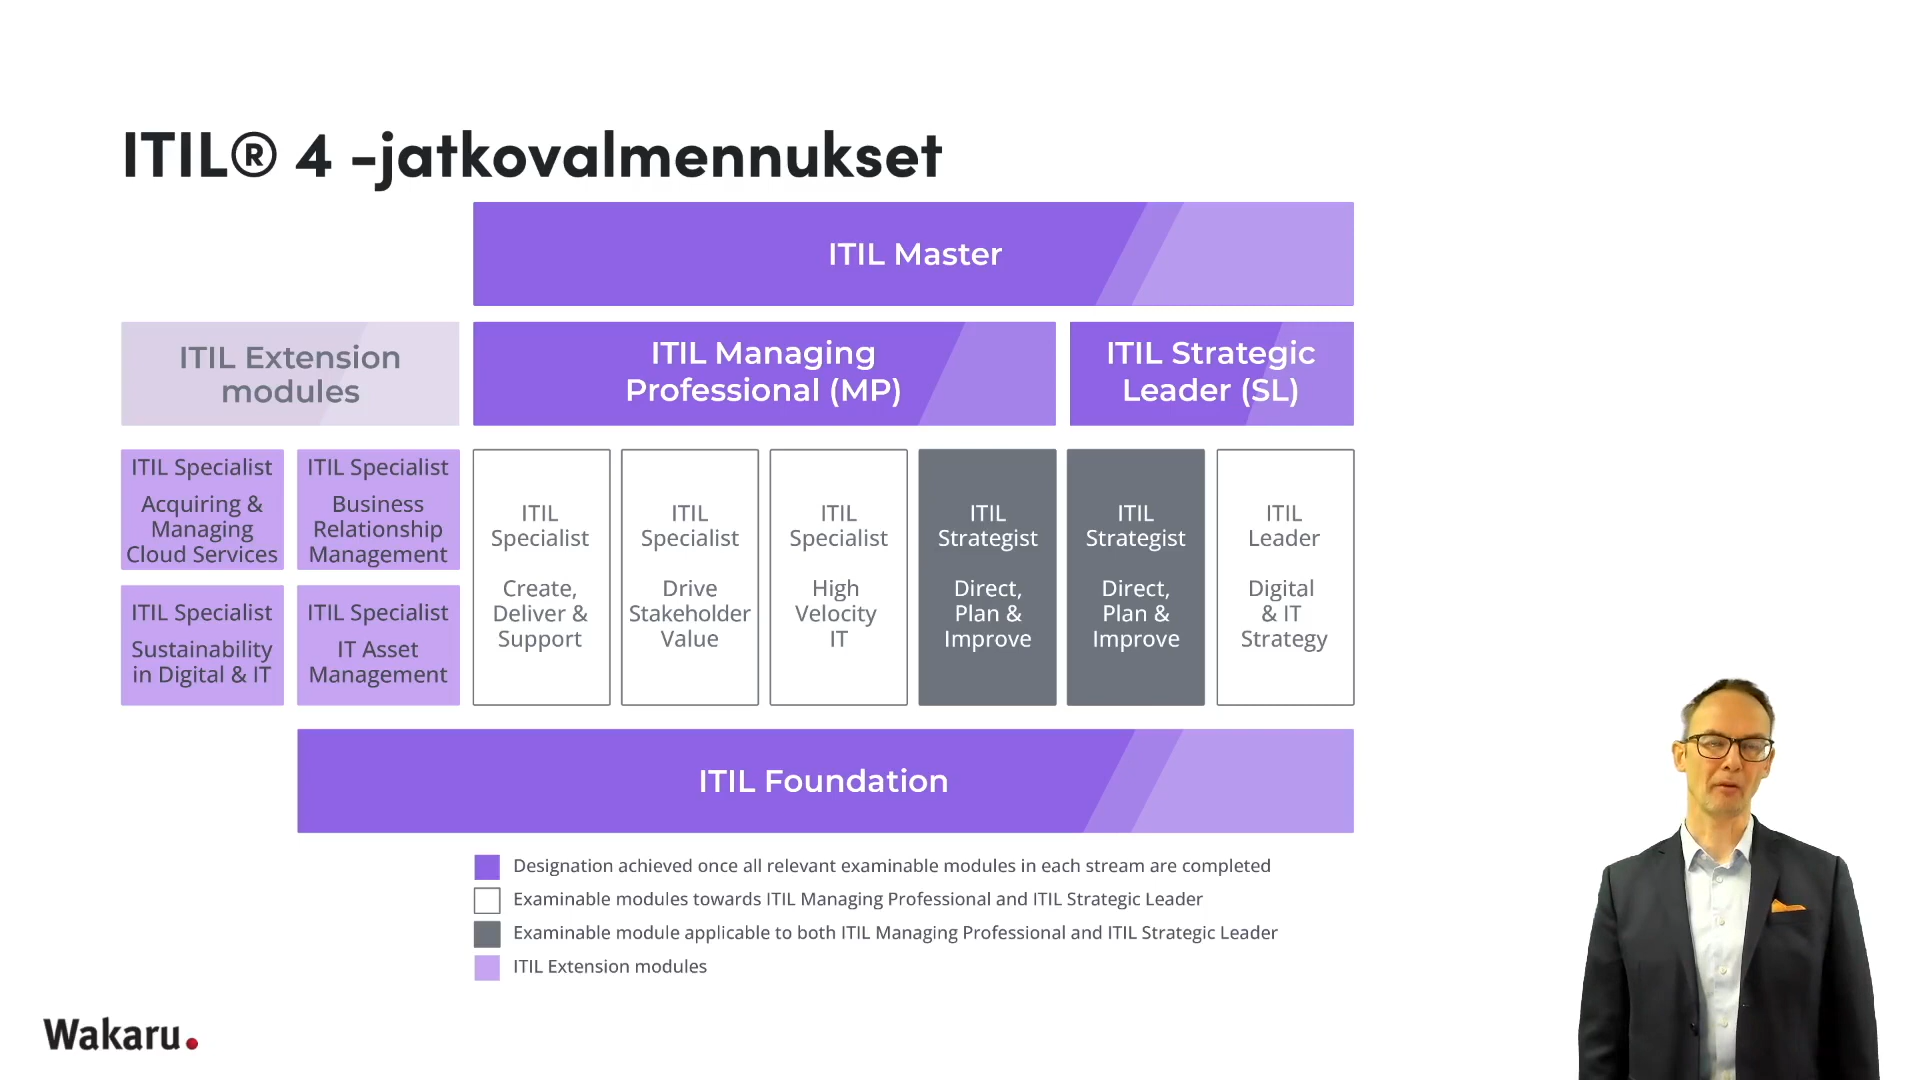 ITIL® 4 -jatkovalmennukset
ITIL Master
ITIL Extension
modules
ITIL Managing
Professional (MP)
ITIL Strategic
Leader (SL)
ITIL Specialist
Acquiring &
Managing
Cloud Services
ITIL Specialist
Business
Relationship
Management
ITIL Specialist
Sustainability
in Digital & IT
ITIL Specialist
IT Asset
Management
ITIL
Specialist
Create,
Deliver &
Support
ITIL
Specialist
Drive
Stakeholder
Value
ITIL
Specialist
High
Velocity
IT
ITIL
Strategist
Direct,
Plan &
Improve
ITIL
Strategist
Direct,
Plan &
Improve
ITIL
Leader
Digital
& IT
Strategy
ITIL Foundation
Designation achieved once all relevant examinable modules in each stream are completed
Examinable modules towards ITIL Managing Professional and ITIL Strategic Leader
Examinable module applicable to both ITIL Managing Professional and ITIL Strategic Leader
ITIL Extension modules
Wakaru.